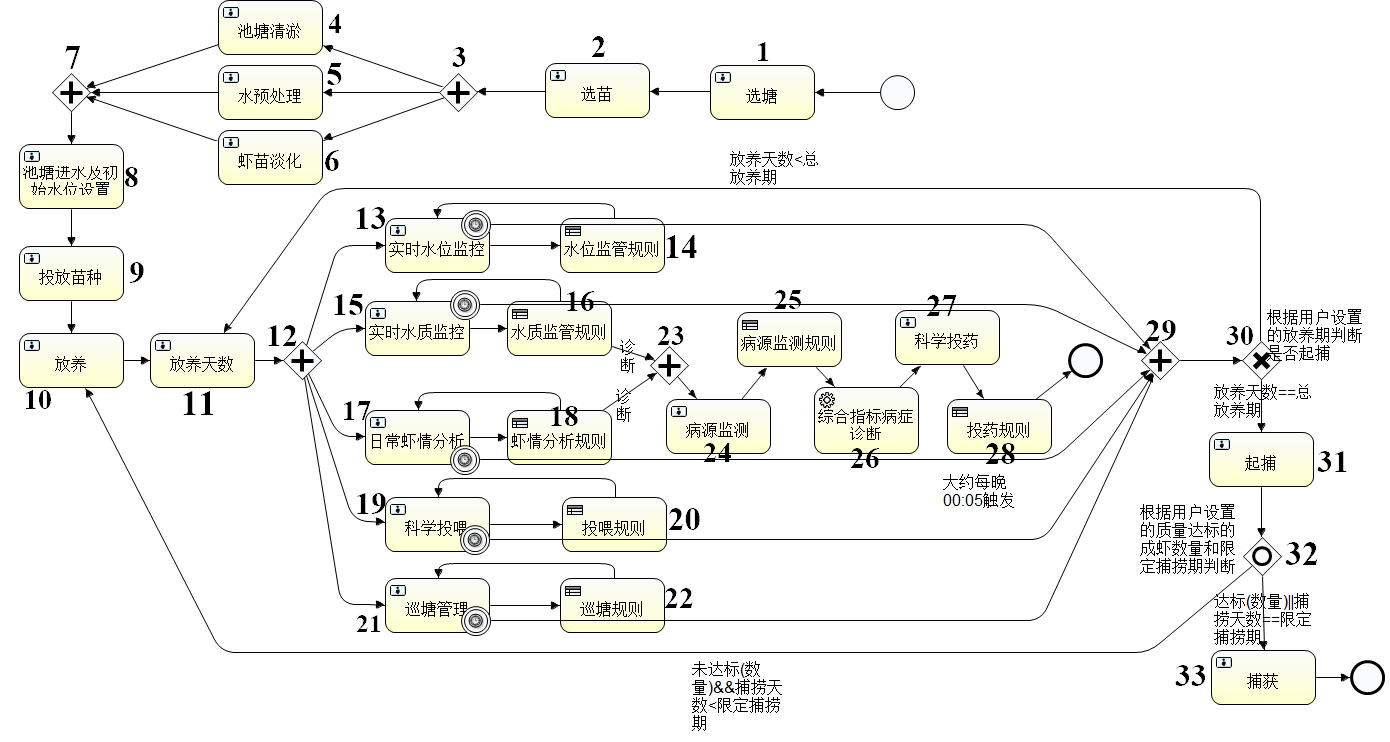 4
池塘清淤
7
3
2
1
5
水预处理
选苗
选塘
虾苗淡化
6
池塘进水及初
始水位设置
8
放养天数<总
放养期
13
实时水位监控
水位监管规则
14
投放苗种
9
15
实时水质监控
16
水质监管规则
25
病源监测规则
27
科学投药
12
23
诊
断
29
30
根据用户设置
的放养期判断
是否起捕
放养
10
放养天数
11
诊
断
放养天数==总
放养期
17
日常虾情分析
18
虾情分析规则
病源监测
24
综合指标病症
诊断
26
投药规则
28
大约每晚
00:05触发
起捕
31
19
科学投喂
投喂规则
20
根据用户设置
的质量达标的
成虾数量和限
定捕捞期判断
32
巡塘管理
21
巡塘规则
22
达标(数量)||捕
捞天数==限定
捕捞期
未达标(数
量)&&捕捞天
数<限定捕捞
期
33
捕获